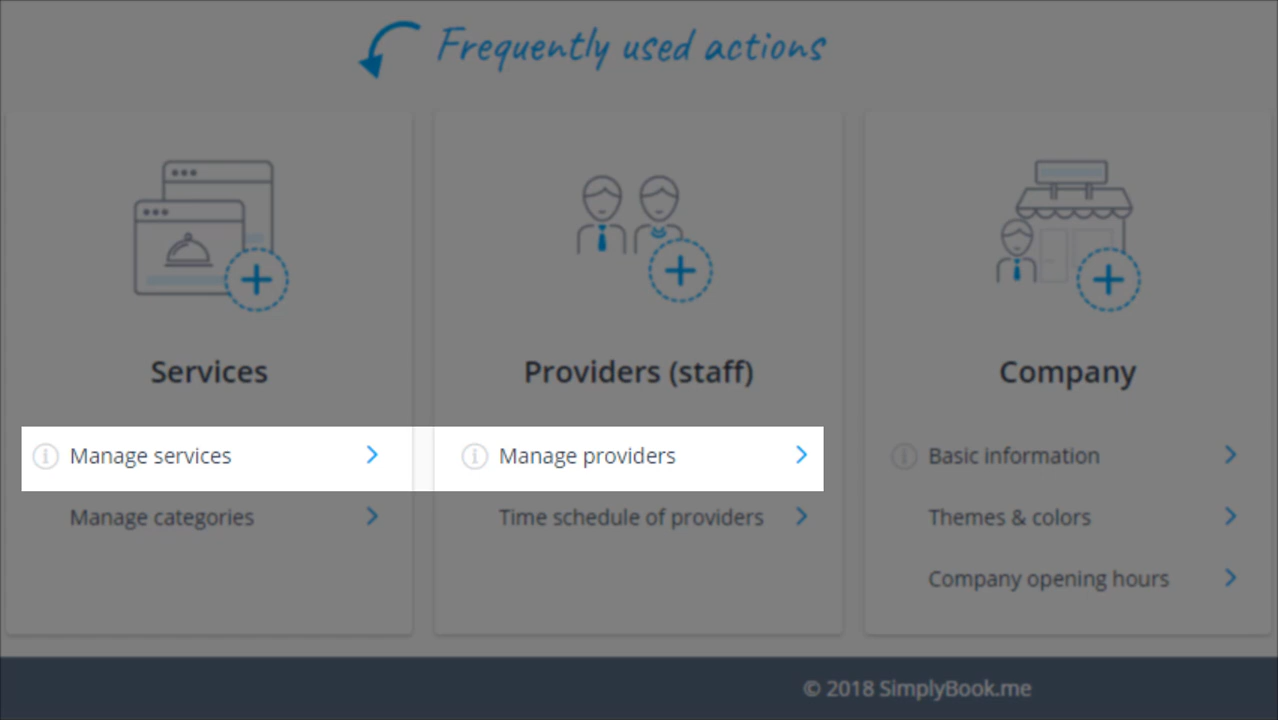 Frequently used actions
Services
Manage services
Manage categories
Providers (staff)
Manage providers
Time schedule of providers
Company
Basic information
Themes & colors
Company opening hours
© 2018 SimplyBook.me